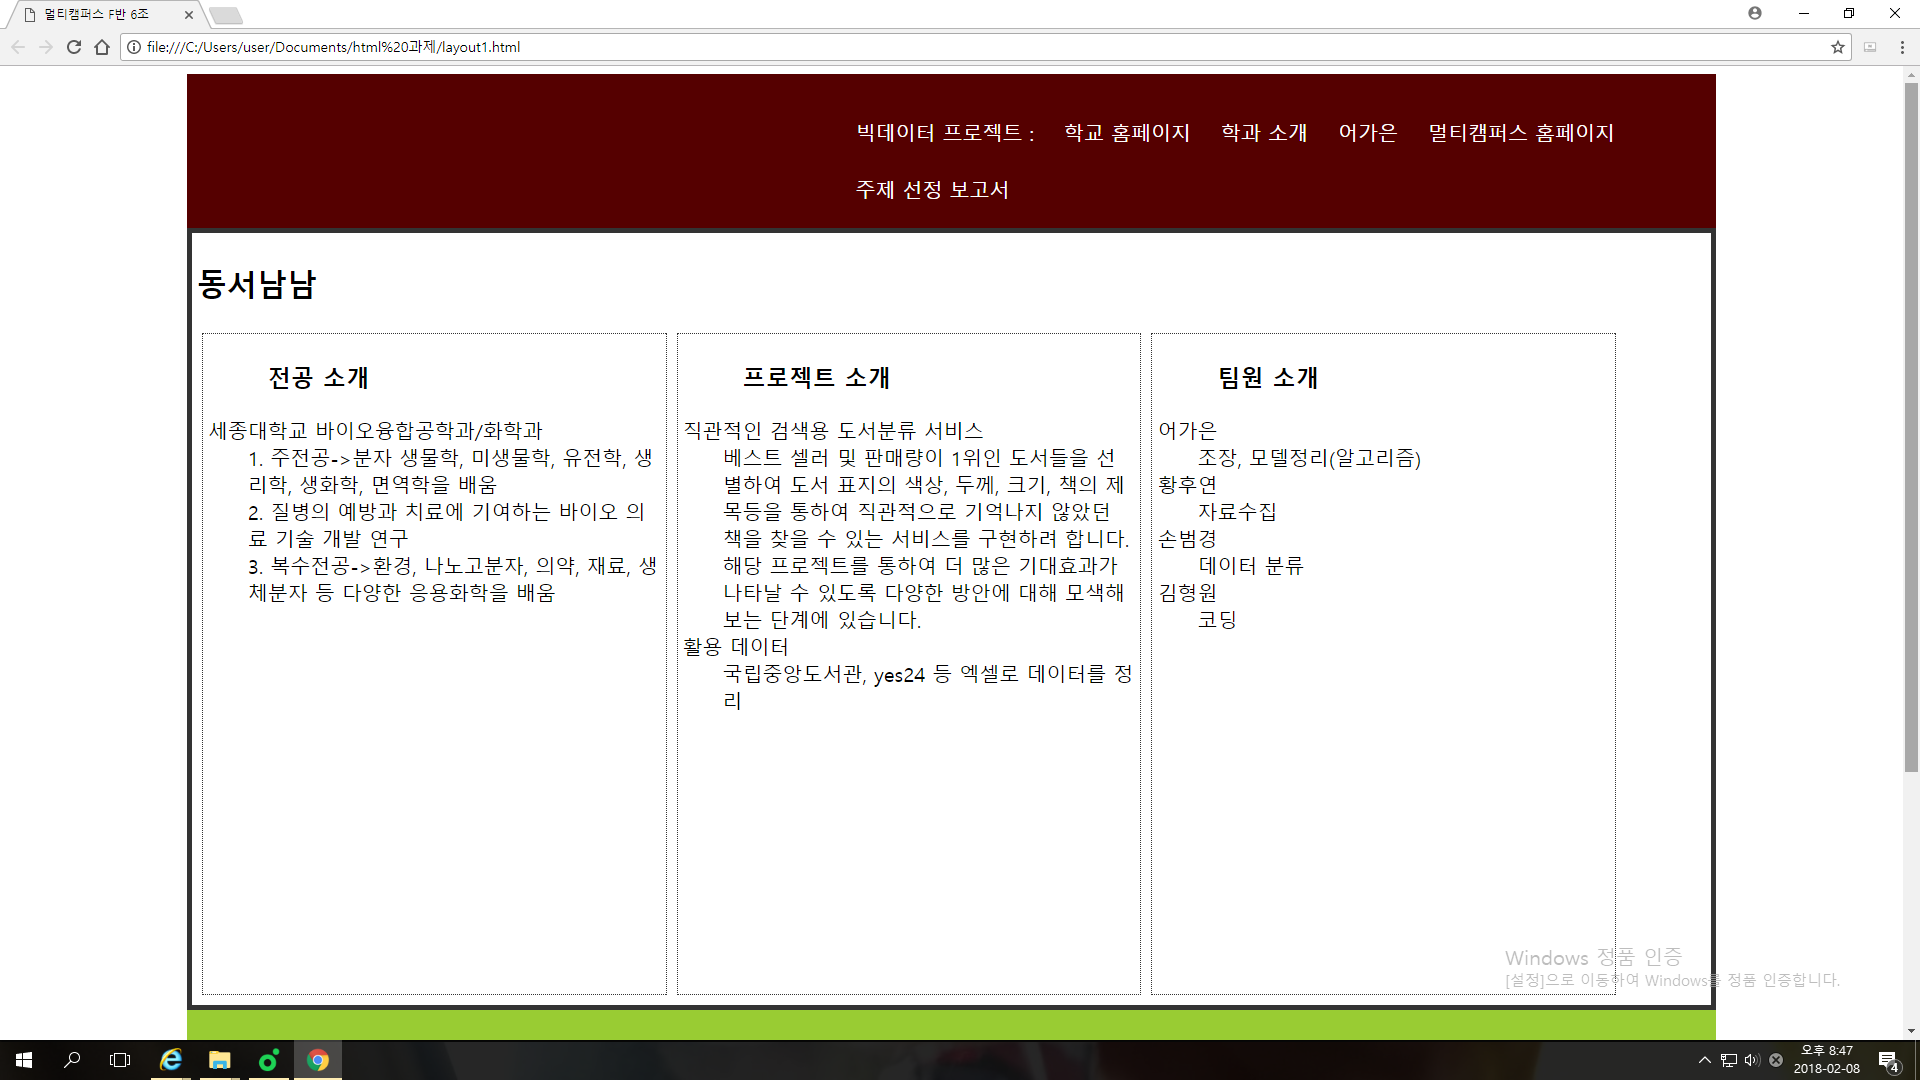 멀티캠퍼스 F반 6조
file:///C:/Users/user/Documents/html%20과제/layout1.html
빅데이터 프로젝트 : 학교 홈페이지 학과 소개 어가은 멀티캠퍼스 홈페이지
주제 선정 보고서
동서남남
전공 소개
세종대학교 바이오융합공학과/화학과
1. 주전공->분자 생물학, 미생물학, 유전학, 생
리학, 생화학, 면역학을 배움
2. 질병의 예방과 치료에 기여하는 바이오 의
료 기술 개발 연구
3. 복수전공->환경, 나노고분자, 의약, 재료, 생
체분자 등 다양한 응용화학을 배움
프로젝트 소개
직관적인 검색용 도서분류 서비스
베스트 셀러 및 판매량이 1위인 도서들을 선
별하여 도서 표지의 색상, 두께, 크기, 책의 제
목등을 통하여 직관적으로 기억나지 않았던
책을 찾을 수 있는 서비스를 구현하려 합니다.
해당 프로젝트를 통하여 더 많은 기대효과가
나타날 수 있도록 다양한 방안에 대해 모색해
보는 단계에 있습니다.
활용 데이터
국립중앙도서관, yes24 등 엑셀로 데이터를 정
리
팀원 소개
어가은
조장, 모델정리(알고리즘)
황후연
자료수집
손범경
데이터 분류
김형원
코딩
Windows 정품 인증
[설정]으로 이동하여 Windows를 정품 인증합니다.
오후 8:47
2018-02-08
4